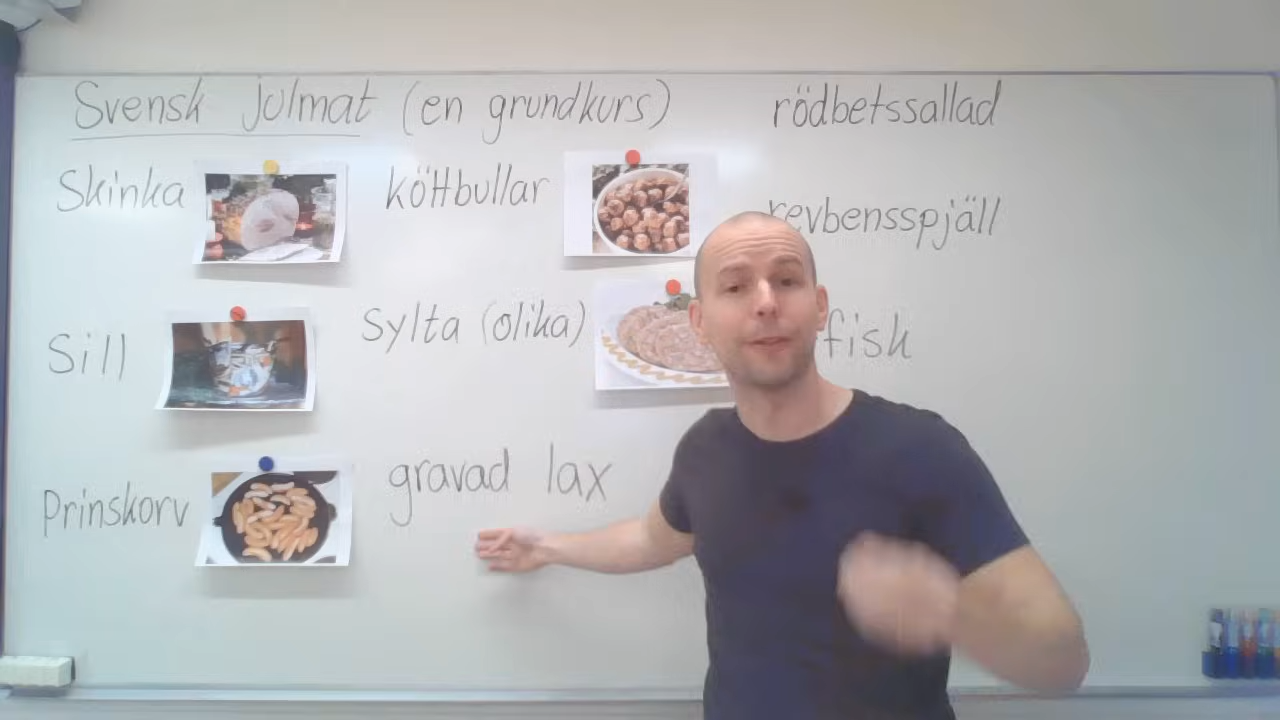 Svensk julmat (en grundkurs)
Skinka
Sill
Prinskorv
köttbullar
Sylta (olika)
gravad lax
rödbetssallad
revbensspjäll
fisk